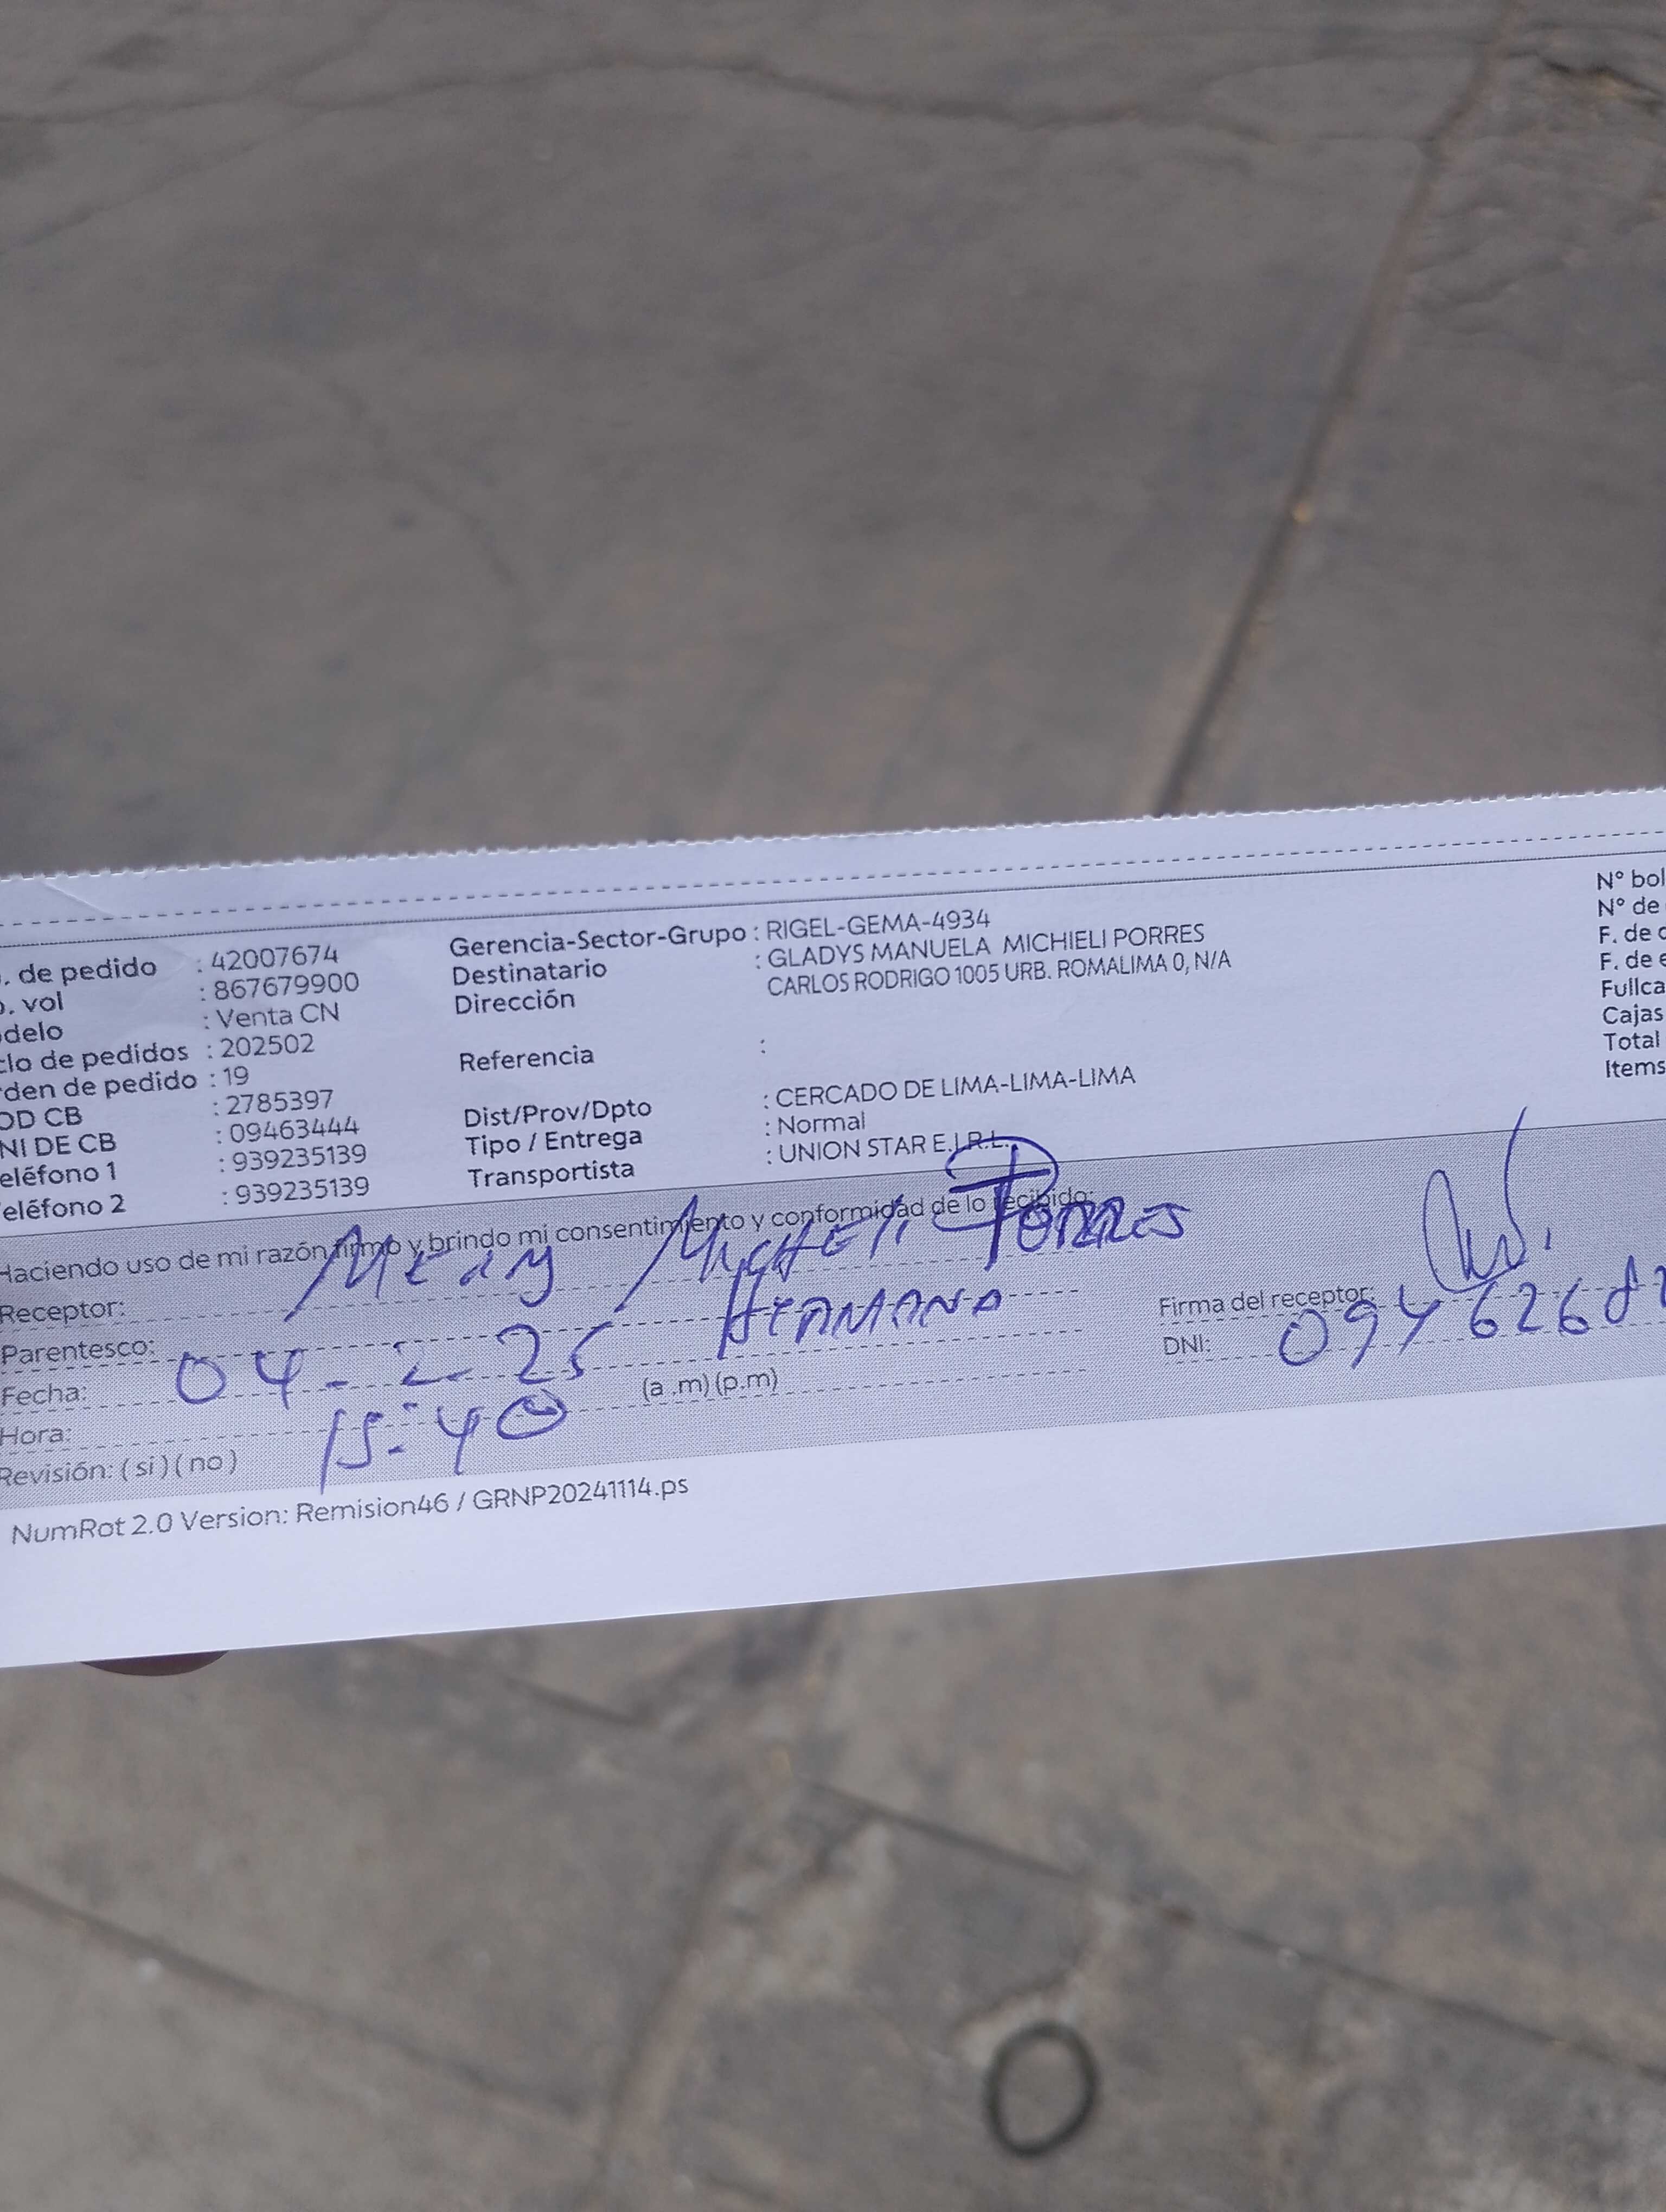 . de pedido : 42007674
o. vol : 867679900
delo : Venta CN
clo de pedidos : 202502
den de pedido : 19
OD CB : 2785397
NI DE CB : 09463444
eléfono 1 : 939235139
eléfono 2 : 939235139
Gerencia-Sector-Grupo : RIGEL-GEMA-4934
Destinatario : GLADYS MANUELA MICHIELI PORRES
Dirección CARLOS RODRIGO 1005 URB. ROMALIMA 0, N/A
Referencia :
Dist/Prov/Dpto : CERCADO DE LIMA-LIMA-LIMA
Tipo / Entrega : Normal
Transportista : UNION STAR E.I.R.L.
N° bol
N° de
F. de
F. de e
Fullca
Cajas
Total
Items
Haciendo uso de mi razón firmo y brindo mi consentimiento y conformidad de lo recibido:
Receptor: Porres
Parentesco: Hermana
Fecha: 04-2-25
Hora: 15:40 (a .m) (p.m)
Revisión: ( si ) ( no )
Firma del receptor:
DNI:
NumRot 2.0 Version: Remision46 / GRNP20241114.ps